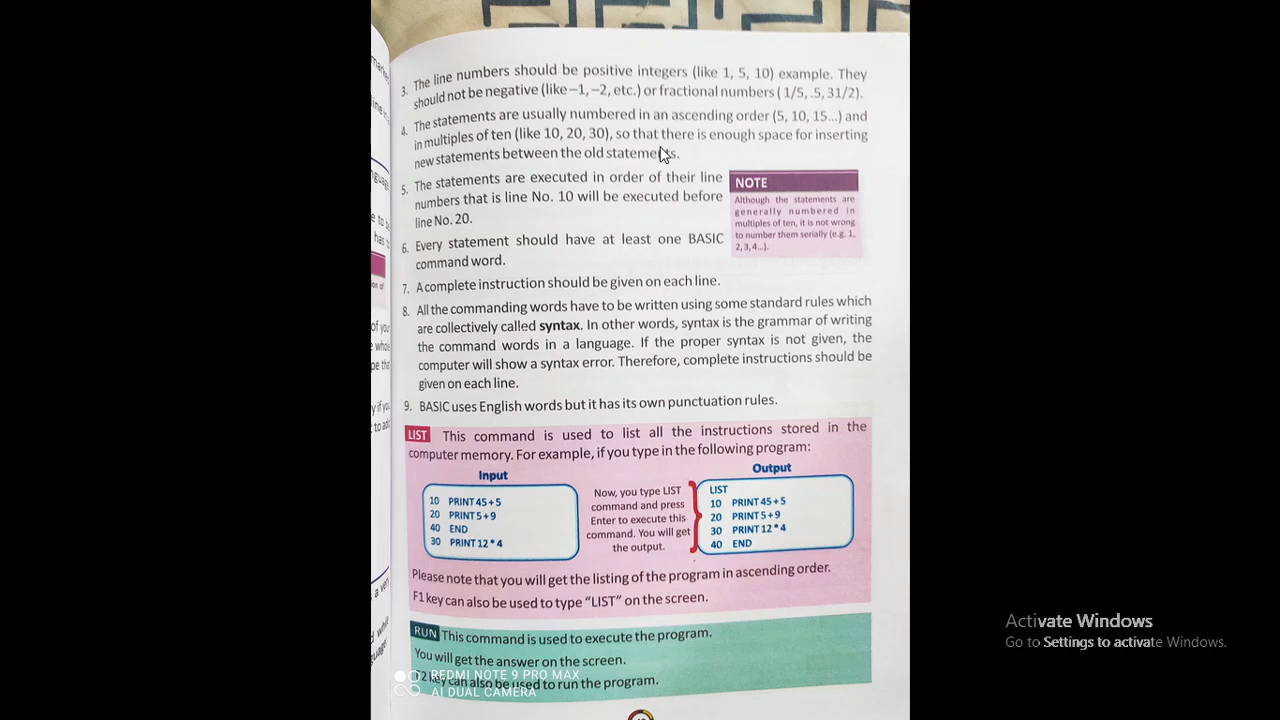 3. The line numbers should be positive integers (like 1, 5, 10) example. They
should not be negative (like –1, –2, etc.) or fractional numbers ( 1/5, .5, 31/2).
4. The statements are usually numbered in an ascending order (5, 10, 15...) and
in multiples of ten (like 10, 20, 30), so that there is enough space for inserting
new statements between the old statements.
5. The statements are executed in order of their line
numbers that is line No. 10 will be executed before
line No. 20.
6. Every statement should have at least one BASIC
command word.
NOTE
Although the statements are
generally numbered in
multiples of ten, it is not wrong
to number them serially (e.g. 1,
2, 3, 4...).
7. A complete instruction should be given on each line.
8. All the commanding words have to be written using some standard rules which
are collectively called syntax. In other words, syntax is the grammar of writing
the command words in a language. If the proper syntax is not given, the
computer will show a syntax error. Therefore, complete instructions should be
given on each line.
9. BASIC uses English words but it has its own punctuation rules.
LIST This command is used to list all the instructions stored in the
computer memory. For example, if you type in the following program:
Input
10 PRINT 45+5
20 PRINT 5+9
40 END
30 PRINT 12 * 4
Now, you type LIST
command and press
Enter to execute this
command. You will get
the output.
Output
LIST
10 PRINT 45+5
20 PRINT 5+9
30 PRINT 12 * 4
40 END
Please note that you will get the listing of the program in ascending order.
F1 key can also be used to type “LIST” on the screen.
RUN This command is used to execute the program.
You will get the answer on the screen.
F2 key can also be used to run the program.
REDMI NOTE 9 PRO MAX
AI DUAL CAMERA
Activate Windows
Go to Settings to activate Windows.